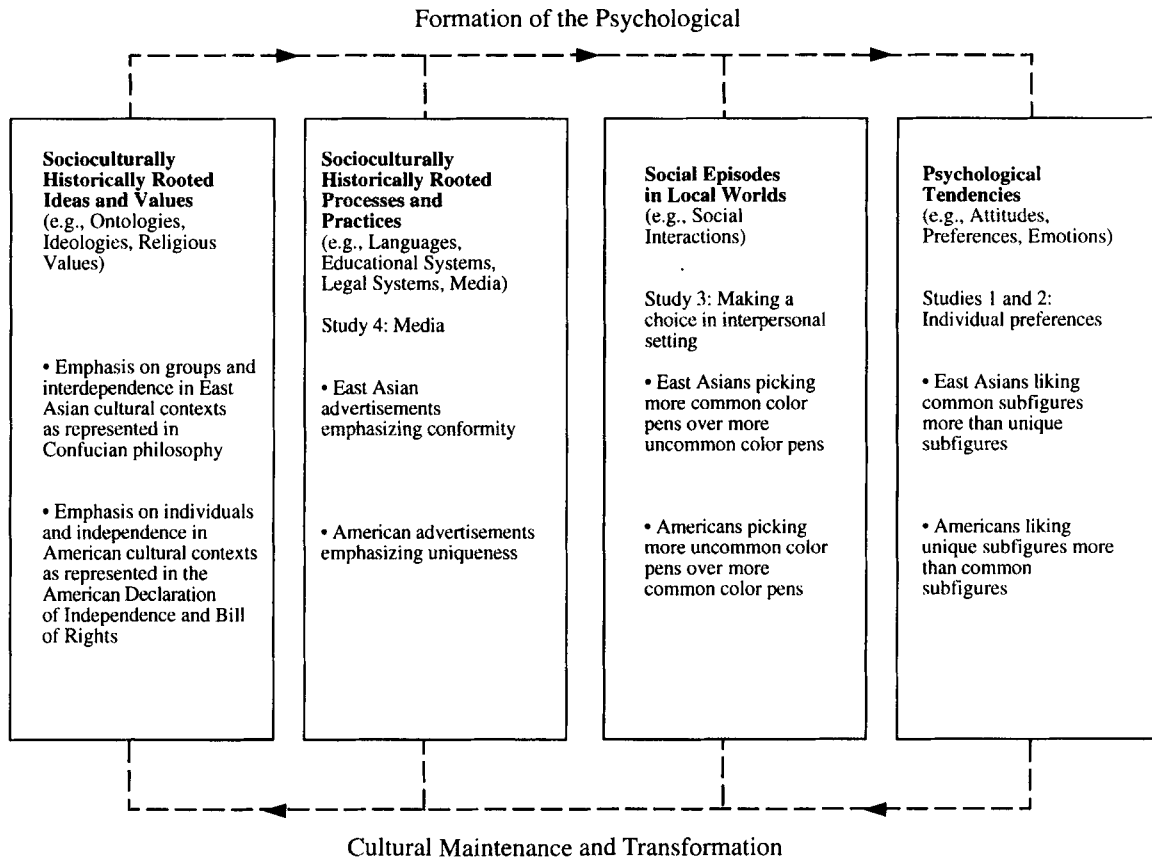 Formation of the Psychological
Socioculturally
Historically Rooted
Ideas and Values
(e.g., Ontologies,
Ideologies, Religious
Values)
• Emphasis on groups and
interdependence in East
Asian cultural contexts
as represented in
Confucian philosophy
• Emphasis on individuals
and independence in
American cultural contexts
as represented in the
American Declaration
of Independence and Bill
of Rights
Socioculturally
Historically Rooted
Processes and
Practices
(e.g., Languages,
Educational Systems,
Legal Systems, Media)
Study 4: Media
• East Asian
advertisements
emphasizing conformity
• American advertisements
emphasizing uniqueness
Social Episodes
in Local Worlds
(e.g., Social
Interactions)
Study 3: Making a
choice in interpersonal
setting
• East Asians picking
more common color
pens over more
uncommon color pens
• Americans picking
more uncommon color
pens over more
common color pens
Psychological
Tendencies
(e.g., Attitudes,
Preferences, Emotions)
Studies 1 and 2:
Individual preferences
• East Asians liking
common subfigures
more than unique
subfigures
• Americans liking
unique subfigures more
than common
subfigures
Cultural Maintenance and Transformation